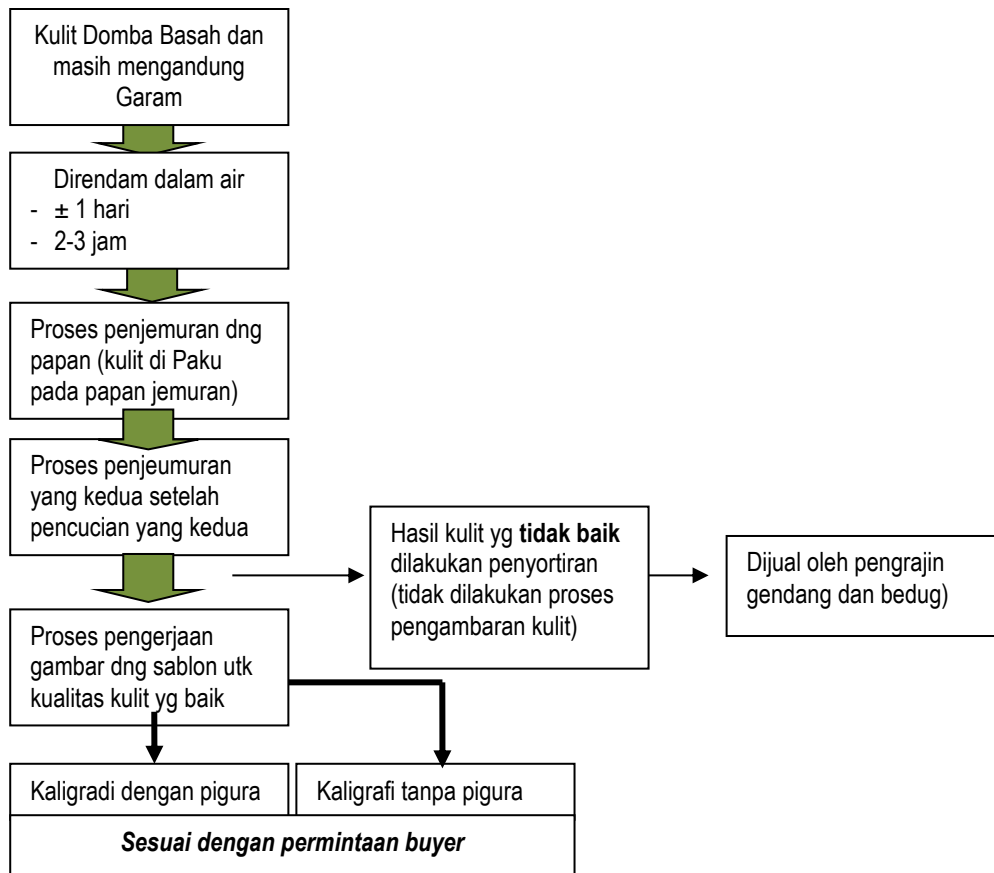 Kulit Domba Basah dan
masih mengandung
Garam
Direndam dalam air
- ± 1 hari
- 2-3 jam
Proses penjemuran dng
papan (kulit di Paku
pada papan jemuran)
Proses penjeumuran
yang kedua setelah
pencucian yang kedua
Hasil kulit yg tidak baik
dilakukan penyortiran
(tidak dilakukan proses
pengambaran kulit)
Dijual oleh pengrajin
gendang dan bedug)
Proses pengerjaan
gambar dng sablon utk
kualitas kulit yg baik
Kaligradi dengan pigura
Kaligrafi tanpa pigura
Sesuai dengan permintaan buyer